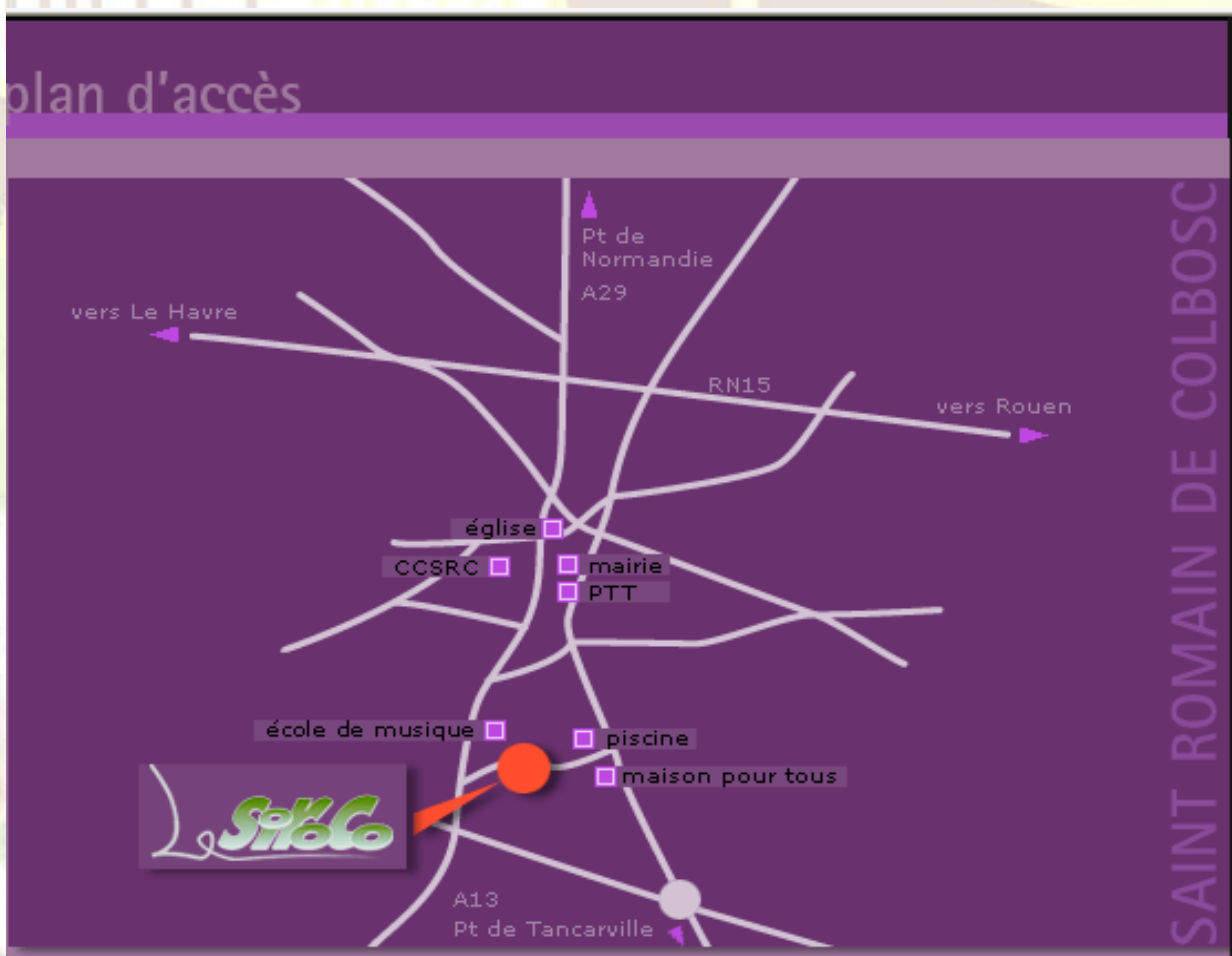 plan d'accès
Pt de
Normandie
A29
vers Le Havre
RN15
vers Rouen
église
CCSRC
mairie
PTT
école de musique
piscine
maison pour tous
Le
A13
Pt de Tancarville
SAINT ROMAIN DE COLBOSC